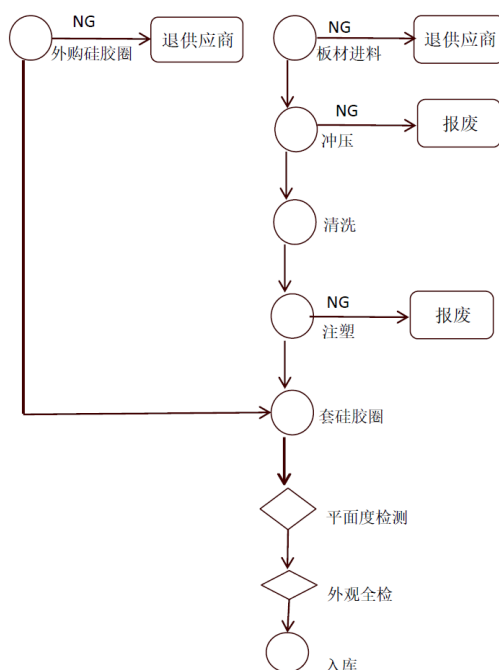 NG
外购硅胶圈
退供应商
NG
板材进料
退供应商
NG
冲压
报废
清洗
NG
注塑
报废
套硅胶圈
平面度检测
外观全检
入库